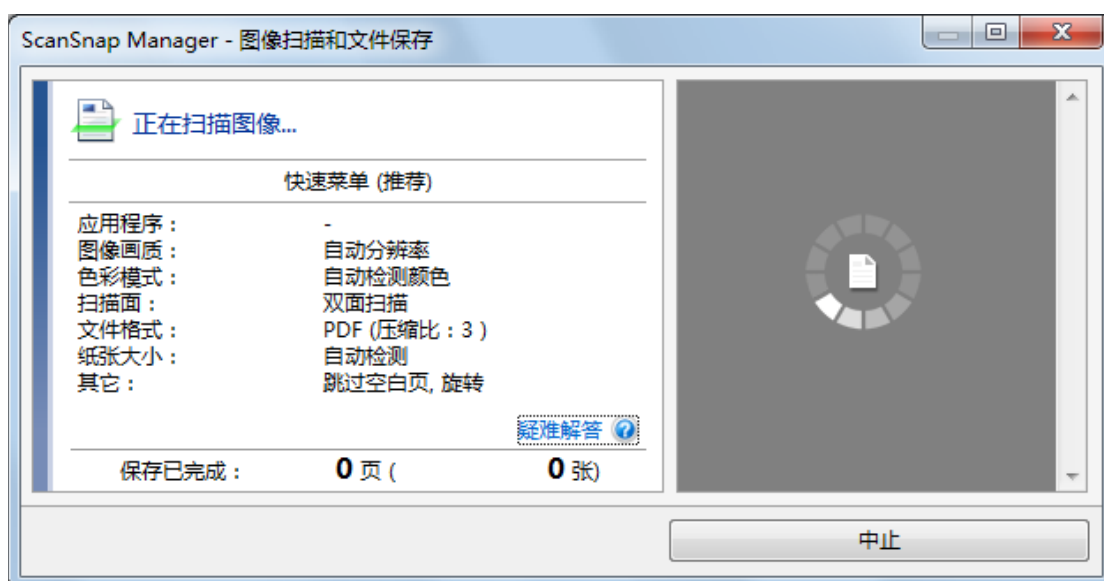 ScanSnap Manager - 图像扫描和文件保存
正在扫描图像...
快速菜单 (推荐)
应用程序： -
图像画质： 自动分辨率
色彩模式： 自动检测颜色
扫描面： 双面扫描
文件格式： PDF (压缩比：3 )
纸张大小： 自动检测
其它： 跳过空白页, 旋转
疑难解答
保存已完成： 0 页 ( 0 张)
中止